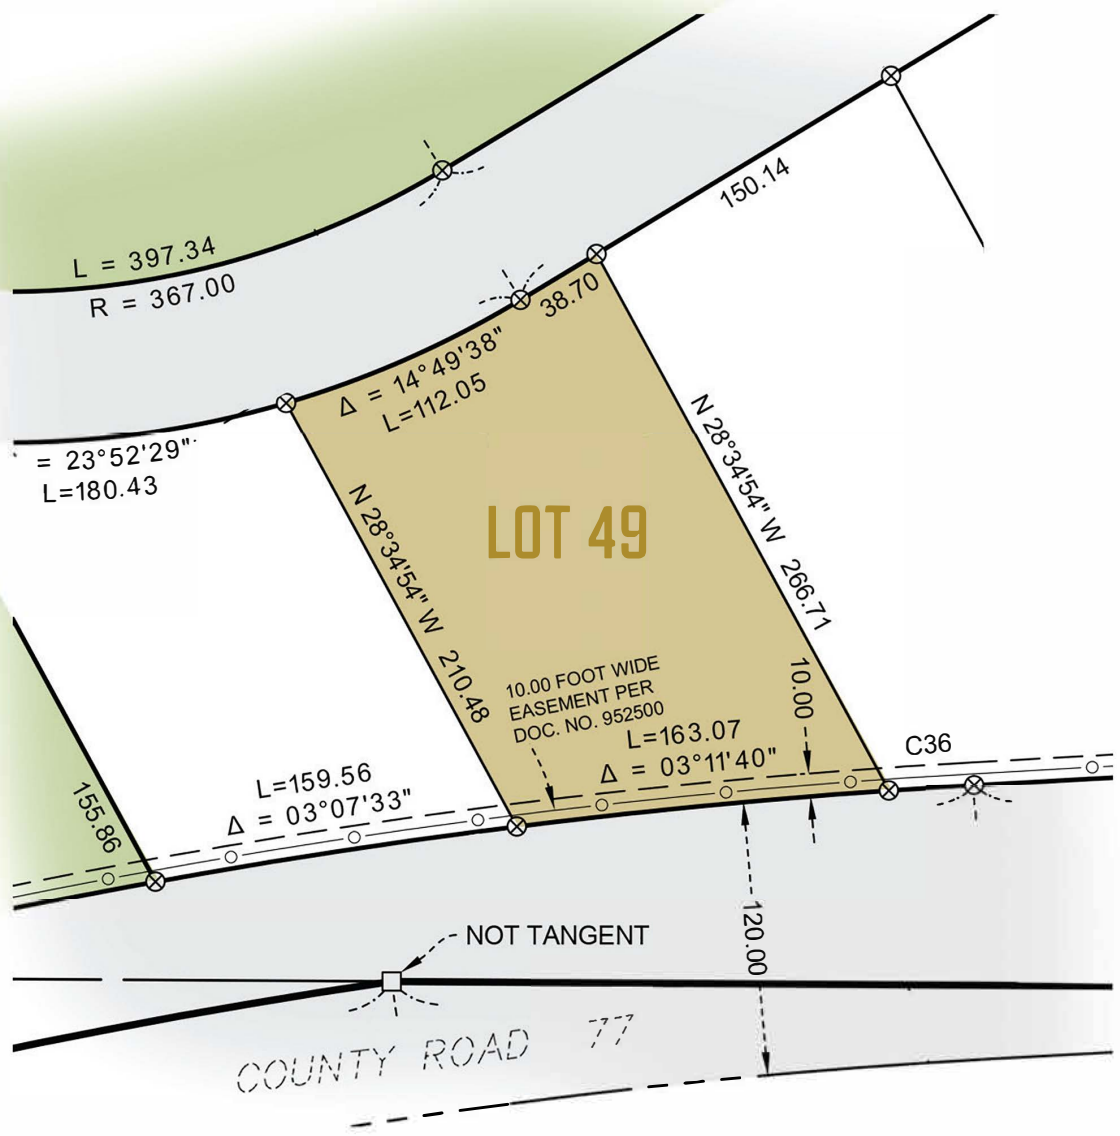 150.14
L = 397.34
R = 367.00
38.70
Δ = 14°49'38"
L=112.05
= 23°52'29"
L=180.43
N 28°34'54" W 210.48
LOT 49
N 28°34'54" W 266.71
10.00 FOOT WIDE
EASEMENT PER
DOC. NO. 952500
10.00
L=163.07
Δ = 03°11'40"
C36
155.86
L=159.56
Δ = 03°07'33"
120.00
NOT TANGENT
COUNTY ROAD 77